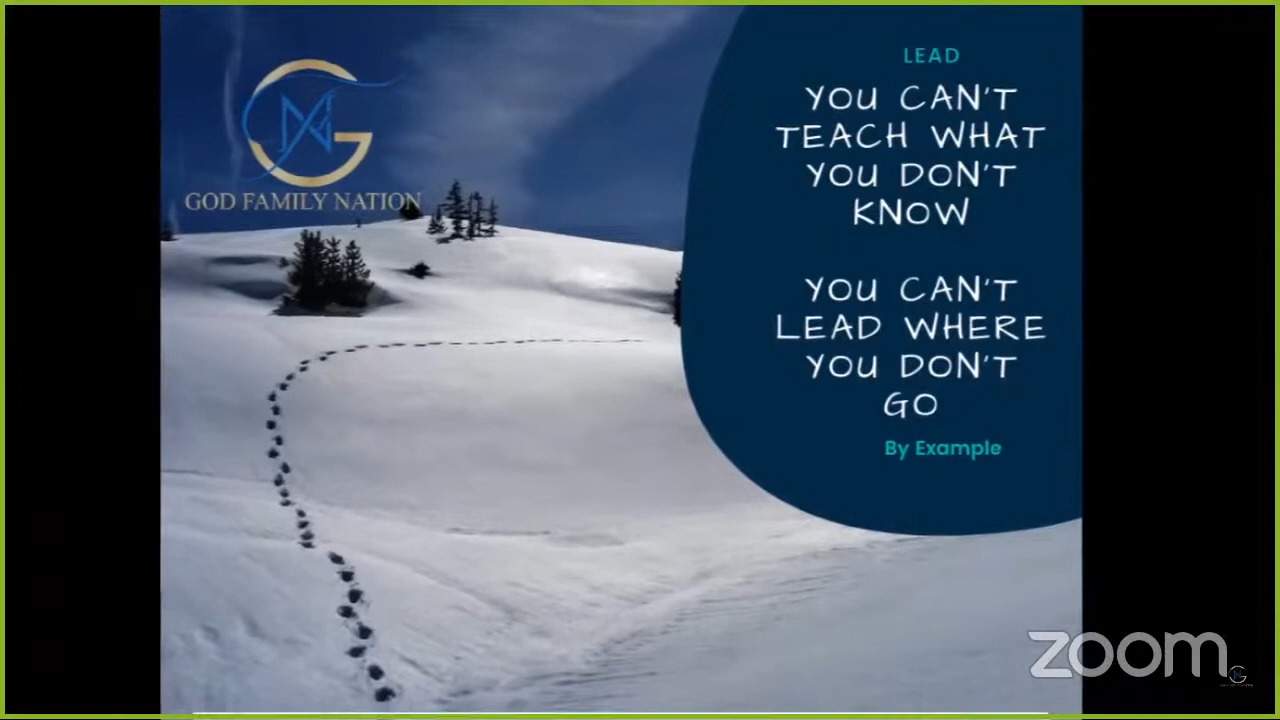 LEAD
YOU CAN'T
TEACH WHAT
YOU DON'T
KNOW
YOU CAN'T
LEAD WHERE
YOU DON'T
GO
By Example
GOD FAMILY NATION
zoom